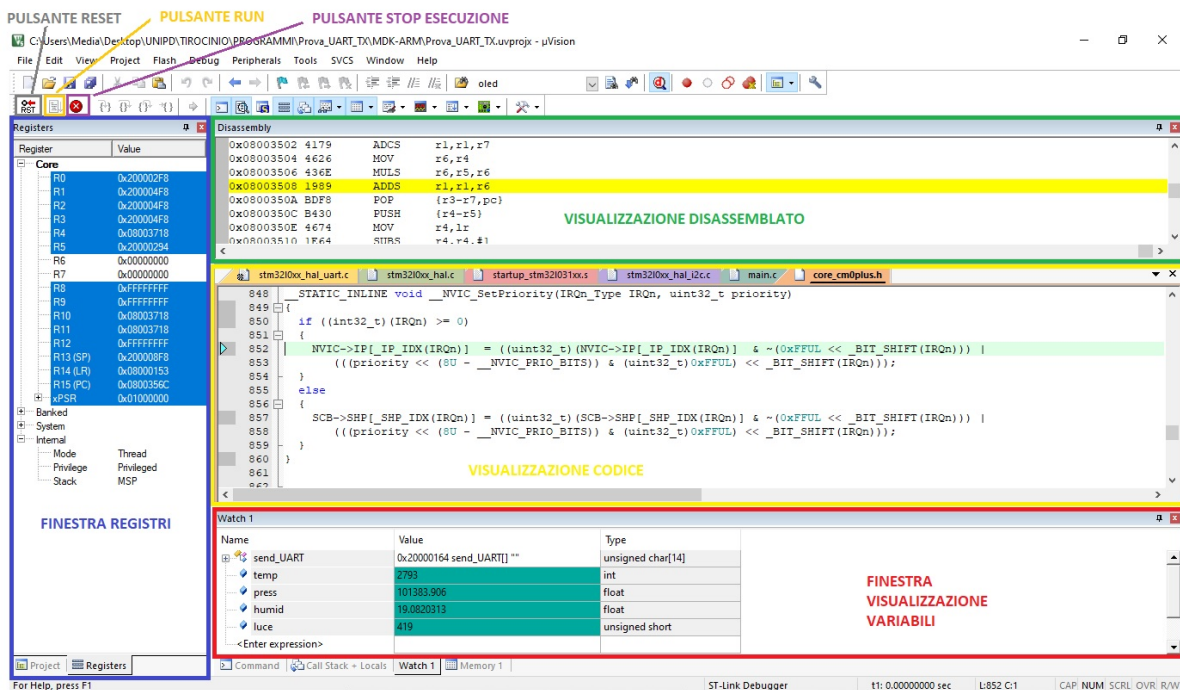 PULSANTE RESET
PULSANTE RUN
PULSANTE STOP ESECUZIONE
C:\Users\Media\Desktop\UNIPD\TIROCINIO\PROGRAMMI\Prova_UART_TX\MDK-ARM\Prova_UART_TX.uvprojx - µVision
File Edit View Project Flash Debug Peripherals Tools SVCS Window Help
oled
RST
Registers
Register Value
Core
R0 0x200002F8
R1 0x200004F8
R2 0x200004F8
R3 0x200004F8
R4 0x08003718
R5 0x20000294
R6 0x00000000
R7 0x00000000
R8 0xFFFFFFFF
R9 0xFFFFFFFF
R10 0x08003718
R11 0x08003718
R12 0xFFFFFFFF
R13 (SP) 0x200008F8
R14 (LR) 0x08000153
R15 (PC) 0x0800356C
xPSR 0x01000000
Banked
System
Internal
Mode Thread
Privilege Privileged
Stack MSP
FINESTRA REGISTRI
Project Registers
Disassembly
0x08003502 4179 ADCS r1,r1,r7
0x08003504 4626 MOV r6,r4
0x08003506 436E MULS r6,r5,r6
0x08003508 1989 ADDS r1,r1,r6
0x0800350A BDF8 POP {r3-r7,pc}
0x0800350C B430 PUSH {r4-r5}
0x0800350E 4674 MOV r4,lr
0x08003510 1E64 SUBS r4,r4,#1
VISUALIZZAZIONE DISASSEMBLATO
stm32l0xx_hal_uart.c stm32l0xx_hal.c startup_stm32l031xx.s stm32l0xx_hal_i2c.c main.c core_cm0plus.h
848 __STATIC_INLINE void __NVIC_SetPriority(IRQn_Type IRQn, uint32_t priority)
849 {
850 if ((int32_t)(IRQn) >= 0)
851 {
852 NVIC->IP[_IP_IDX(IRQn)] = ((uint32_t)(NVIC->IP[_IP_IDX(IRQn)] & ~(0xFFUL << _BIT_SHIFT(IRQn))) |
853 (((priority << (8U - __NVIC_PRIO_BITS)) & (uint32_t)0xFFUL) << _BIT_SHIFT(IRQn)));
854 }
855 else
856 {
857 SCB->SHP[_SHP_IDX(IRQn)] = ((uint32_t)(SCB->SHP[_SHP_IDX(IRQn)] & ~(0xFFUL << _BIT_SHIFT(IRQn))) |
858 (((priority << (8U - __NVIC_PRIO_BITS)) & (uint32_t)0xFFUL) << _BIT_SHIFT(IRQn)));
859 }
860 }
861
862
VISUALIZZAZIONE CODICE
Watch 1
Name Value Type
send_UART 0x20000164 send_UART[] "" unsigned char[14]
temp 2793 int
press 101383.906 float
humid 19.0820313 float
luce 419 unsigned short
<Enter expression>
FINESTRA
VISUALIZZAZIONE
VARIABILI
Command Call Stack + Locals Watch 1 Memory 1
For Help, press F1 ST-Link Debugger t1: 0.00000000 sec L:852 C:1 CAP NUM SCRL OVR R/W